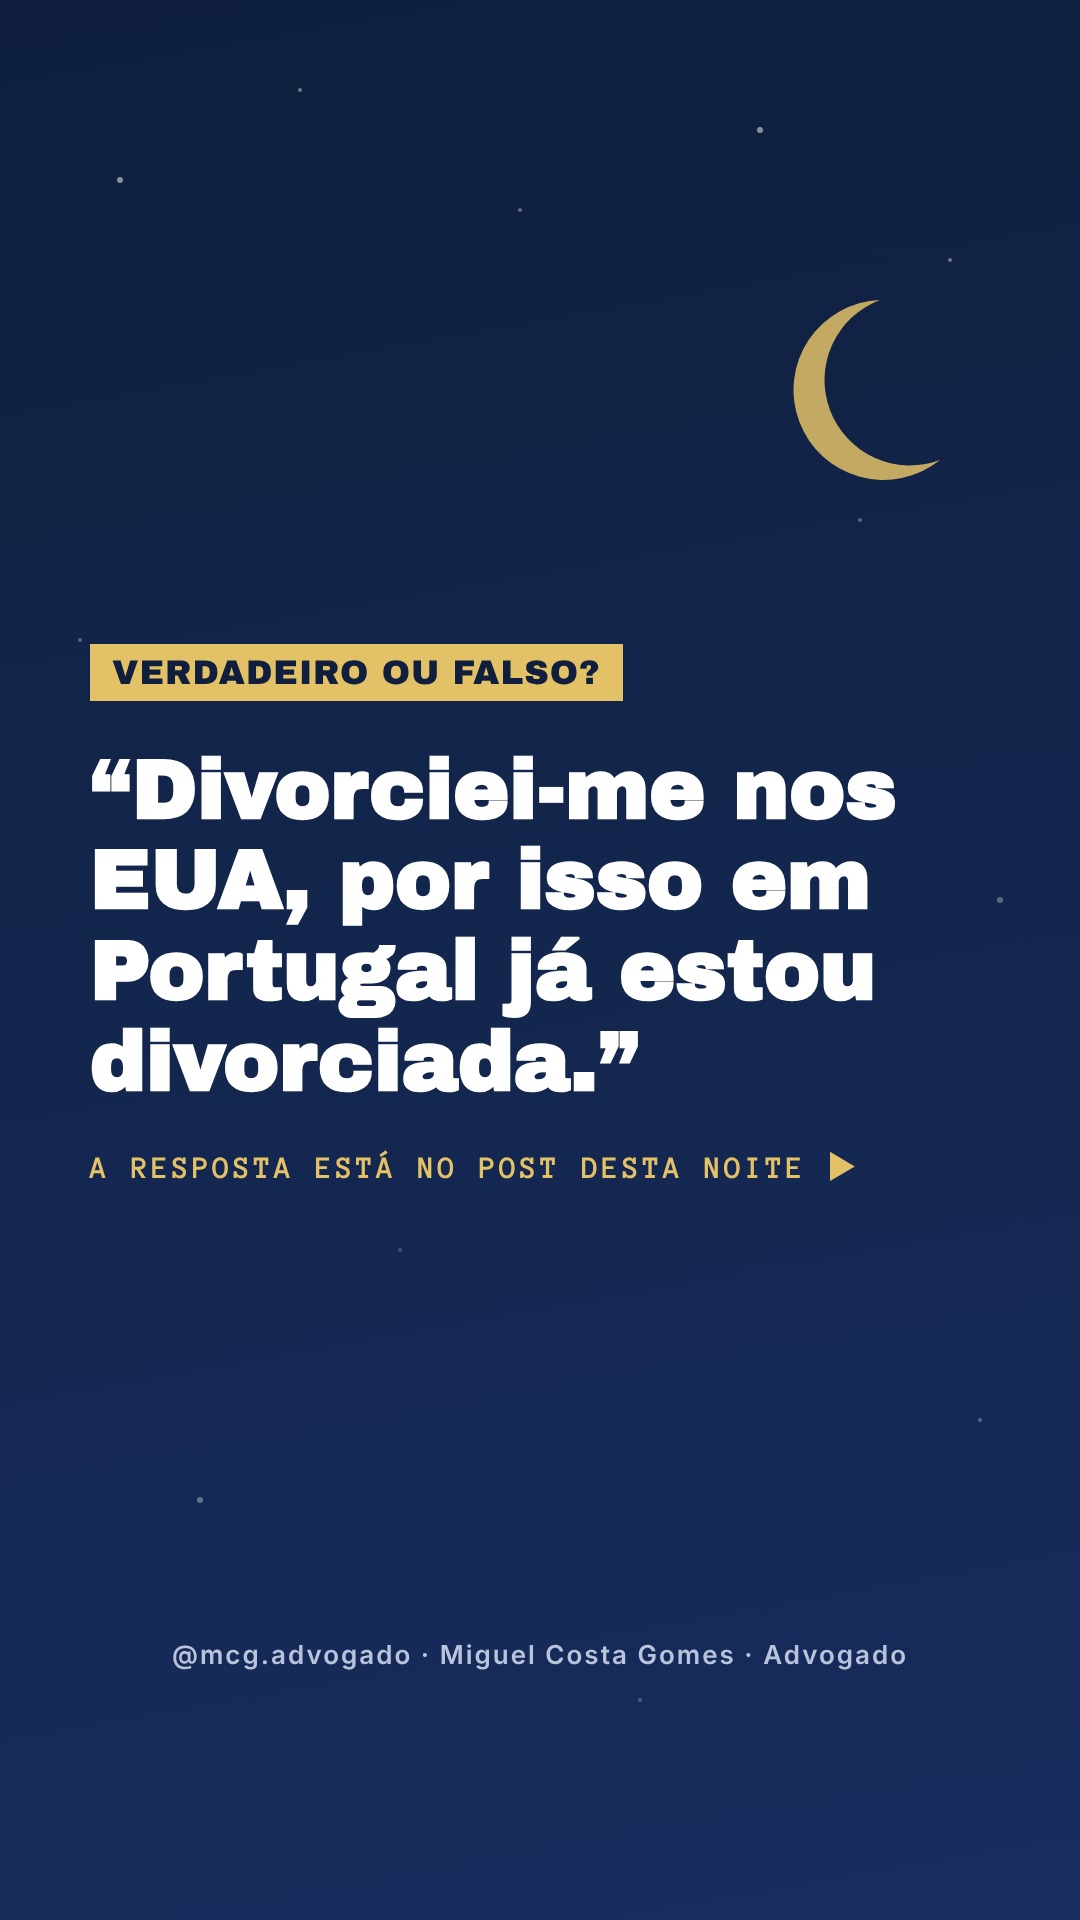 VERDADEIRO OU FALSO?
“Divorciei-me nos
EUA, por isso em
Portugal já estou
divorciada.”
A RESPOSTA ESTÁ NO POST DESTA NOITE ▶
@mcg.advogado · Miguel Costa Gomes · Advogado